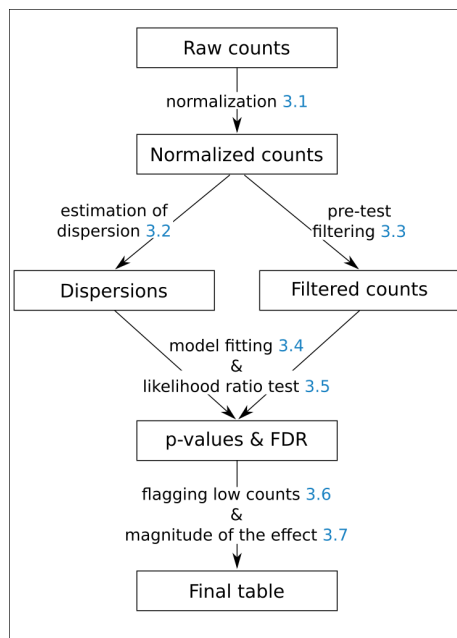 Raw counts
normalization 3.1
Normalized counts
estimation of
dispersion 3.2
pre-test
filtering 3.3
Dispersions
Filtered counts
model fitting 3.4
&
likelihood ratio test 3.5
p-values & FDR
flagging low counts 3.6
&
magnitude of the effect 3.7
Final table